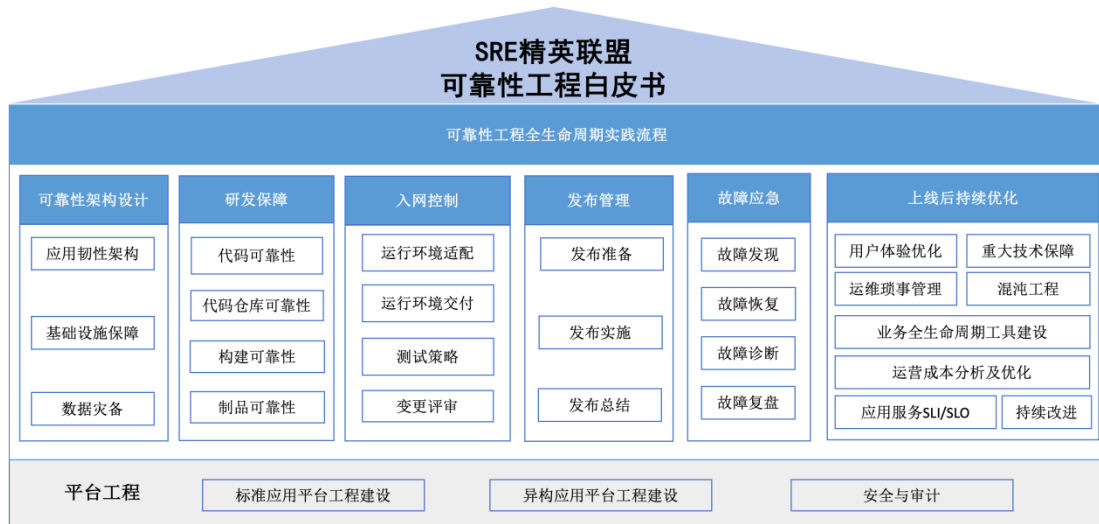 SRE精英联盟
可靠性工程白皮书
可靠性工程全生命周期实践流程
可靠性架构设计
应用韧性架构
基础设施保障
数据灾备
研发保障
代码可靠性
代码仓库可靠性
构建可靠性
制品可靠性
入网控制
运行环境适配
运行环境交付
测试策略
变更评审
发布管理
发布准备
发布实施
发布总结
故障应急
故障发现
故障恢复
故障诊断
故障复盘
上线后持续优化
用户体验优化
重大技术保障
运维琐事管理
混沌工程
业务全生命周期工具建设
运营成本分析及优化
应用服务SLI/SLO
持续改进
平台工程
标准应用平台工程建设
异构应用平台工程建设
安全与审计